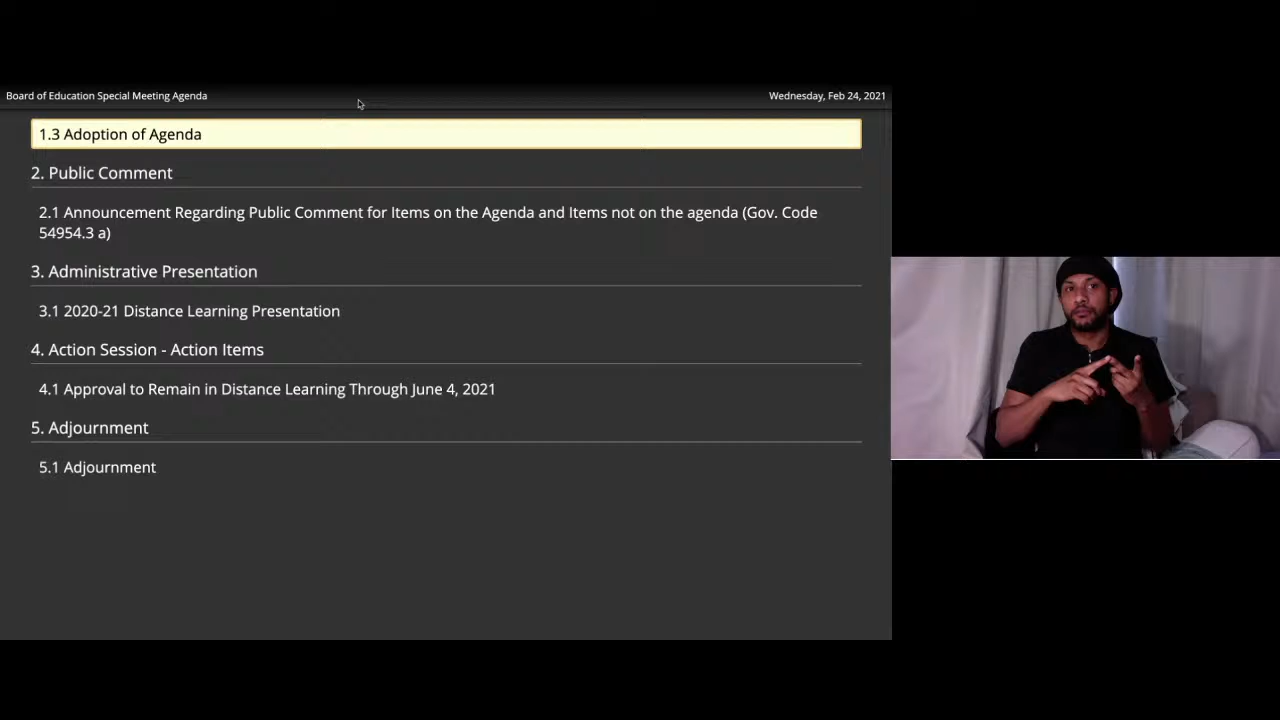 Board of Education Special Meeting Agenda
Wednesday, Feb 24, 2021
1.3 Adoption of Agenda
2. Public Comment
2.1 Announcement Regarding Public Comment for Items on the Agenda and Items not on the agenda (Gov. Code
54954.3 a)
3. Administrative Presentation
3.1 2020-21 Distance Learning Presentation
4. Action Session - Action Items
4.1 Approval to Remain in Distance Learning Through June 4, 2021
5. Adjournment
5.1 Adjournment